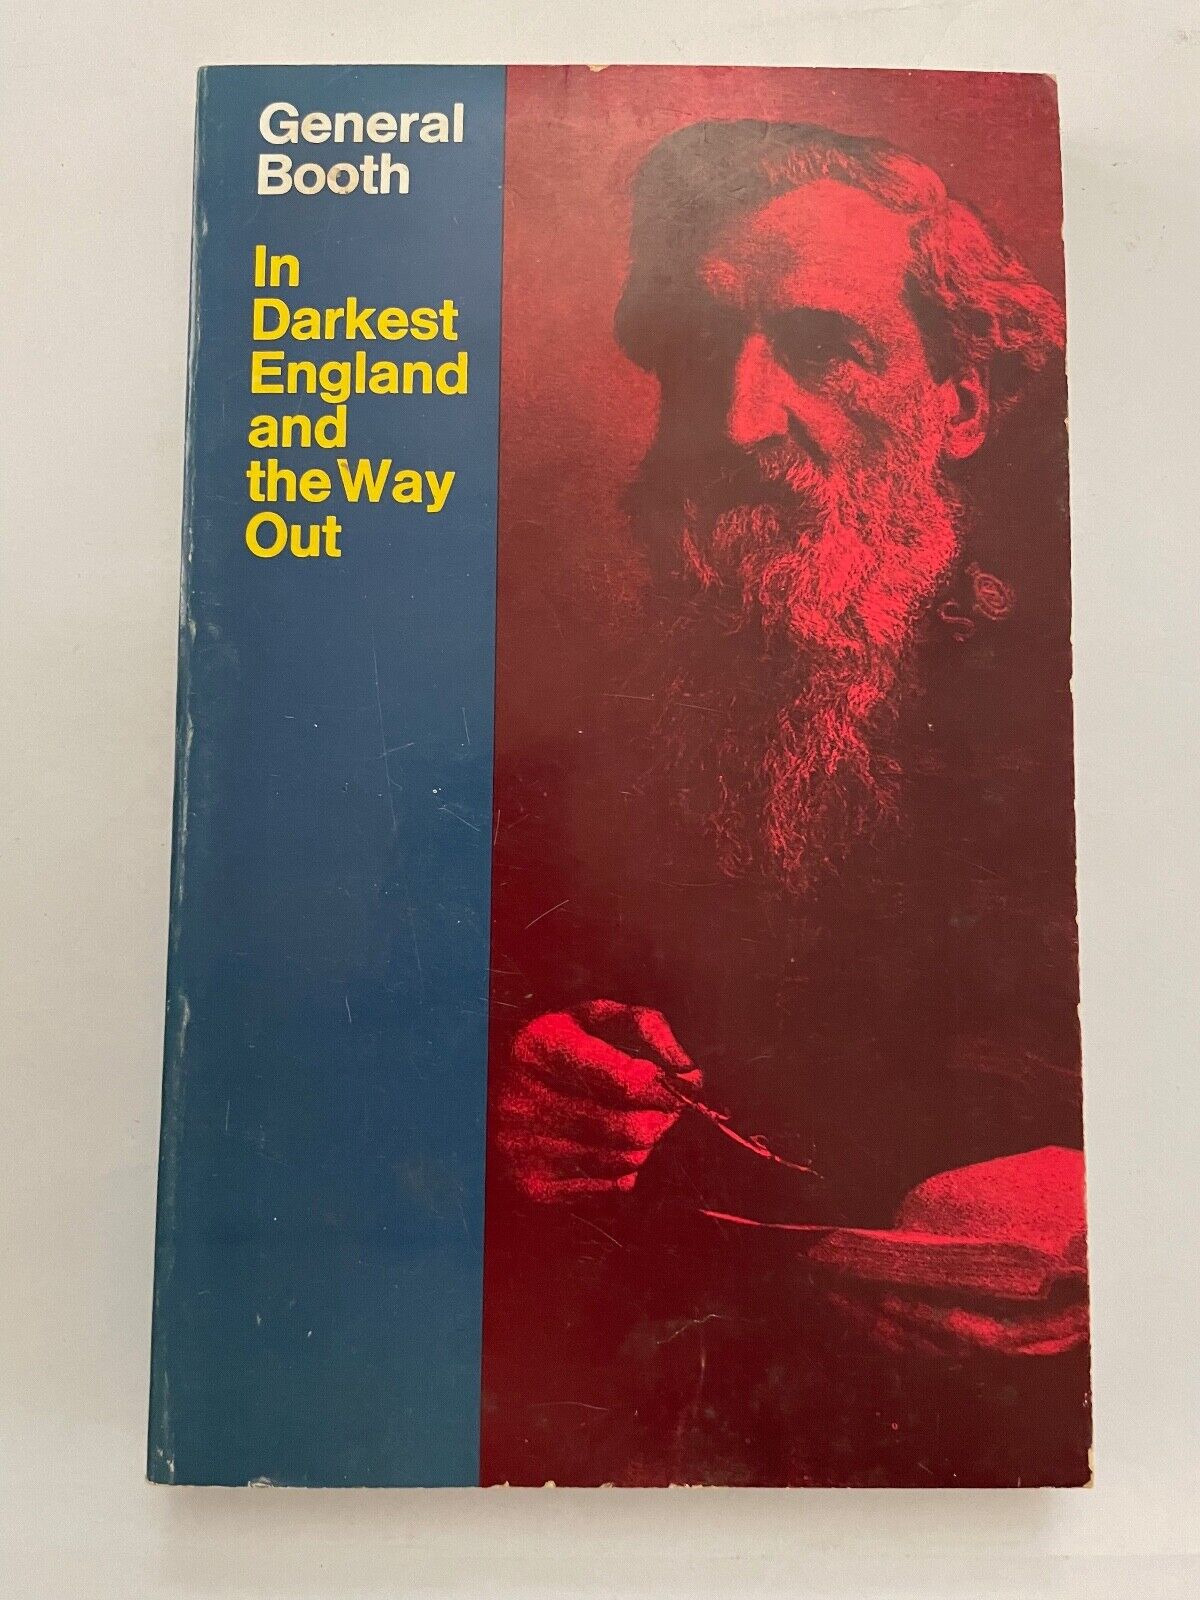 General
Booth
In
Darkest
England
and
the Way
Out